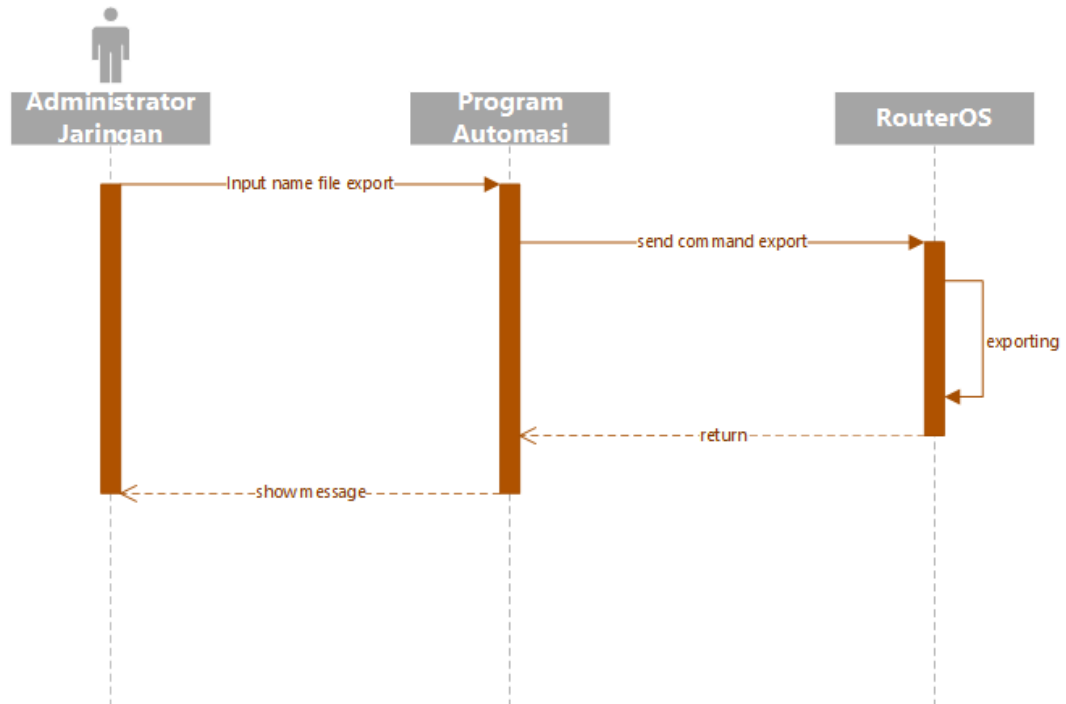 Administrator
Jaringan
Program
Automasi
RouterOS
Input name file export
send command export
exporting
return
show message